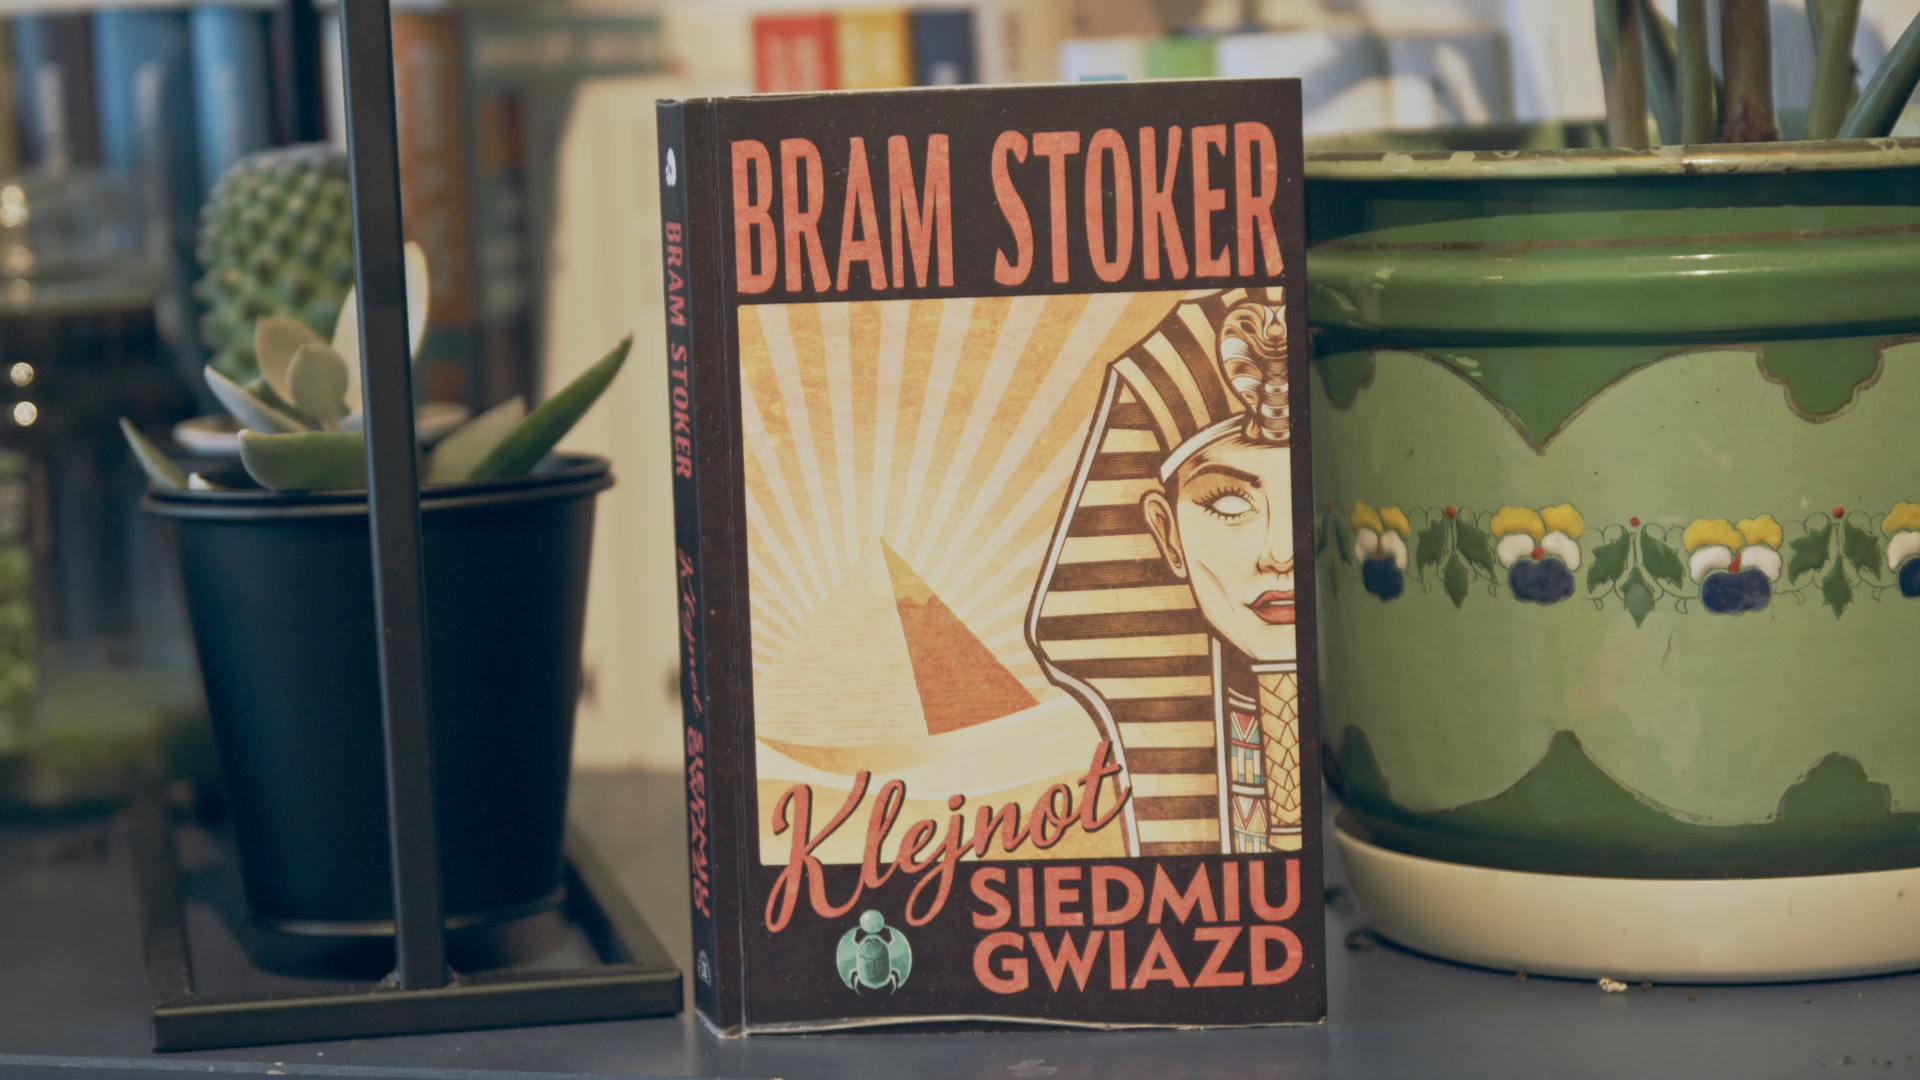 BRAM STOKER
Klejnot
SIEDMIU
GWIAZD
BRAM STOKER Klejnot SIEDMIU GWIAZD